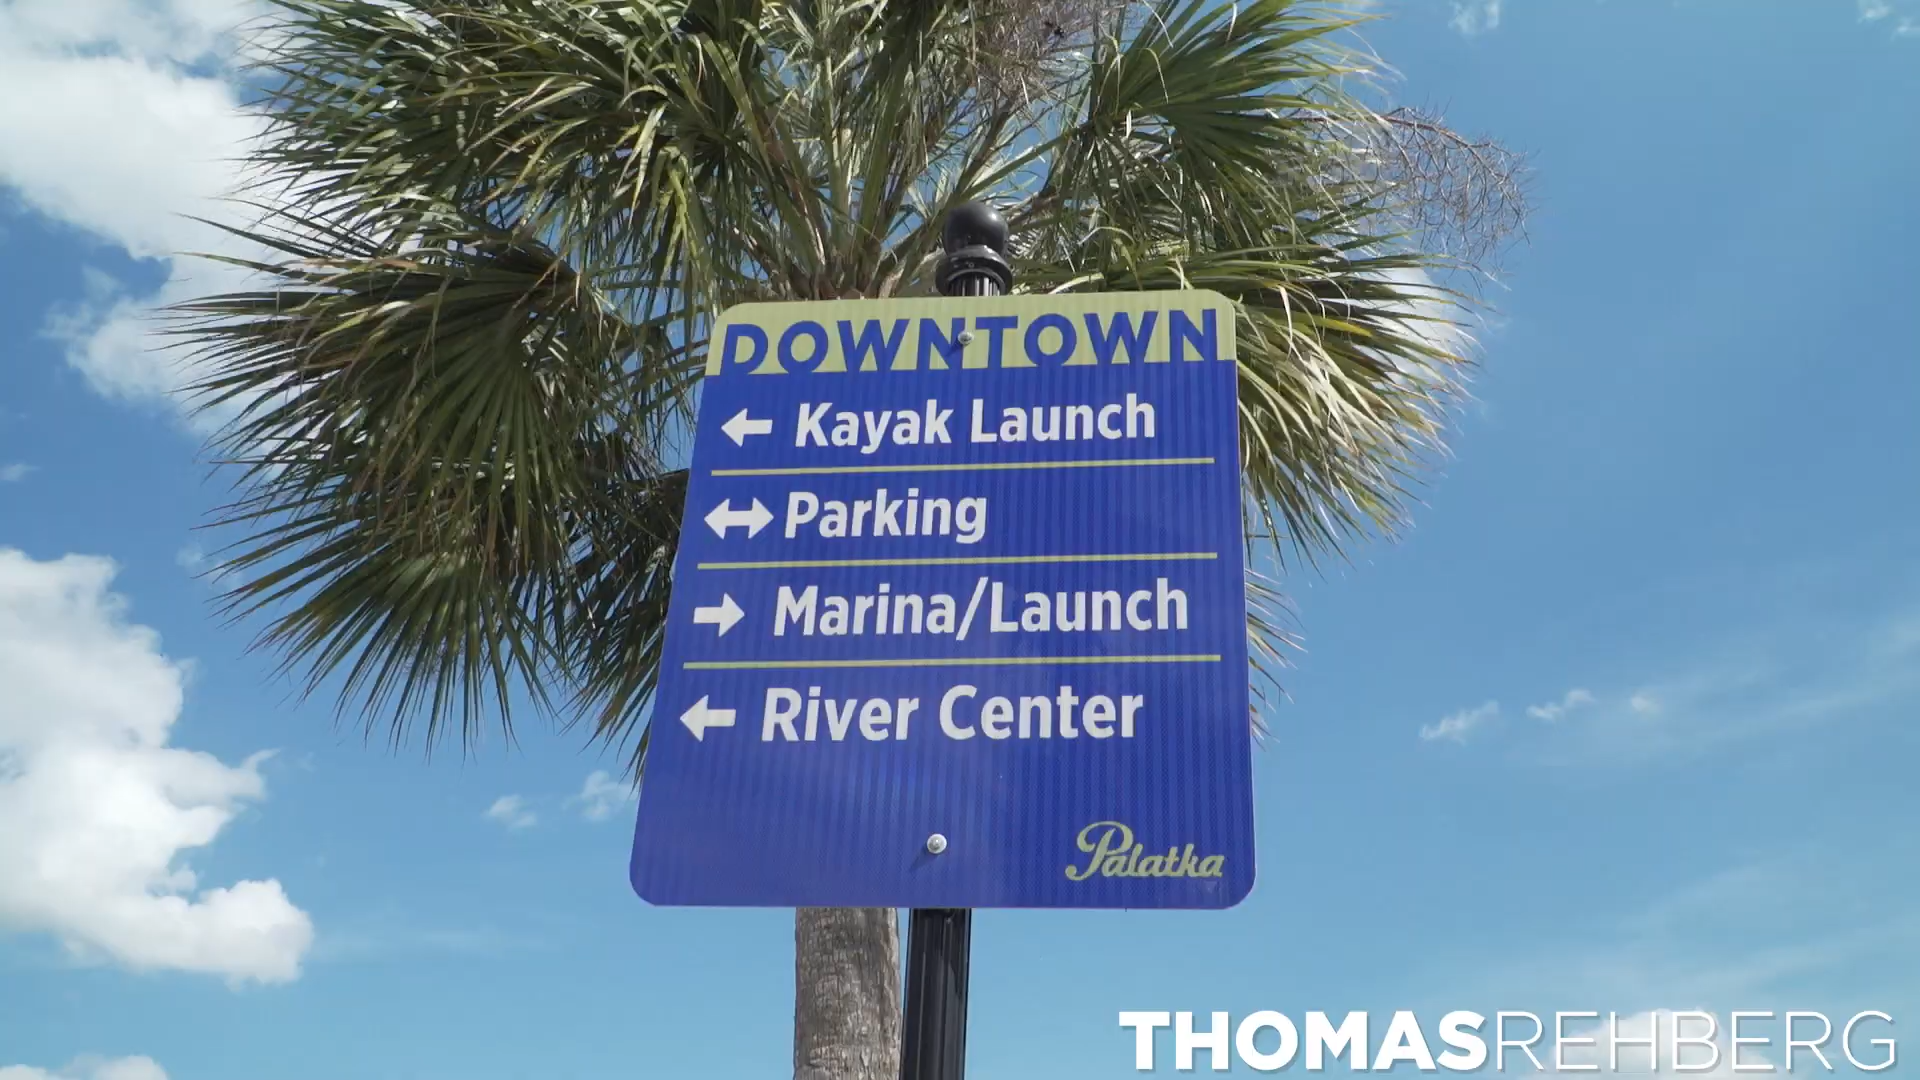 DOWNTOWN
← Kayak Launch
↔ Parking
→ Marina/Launch
← River Center
Palatka
THOMASREHBERG